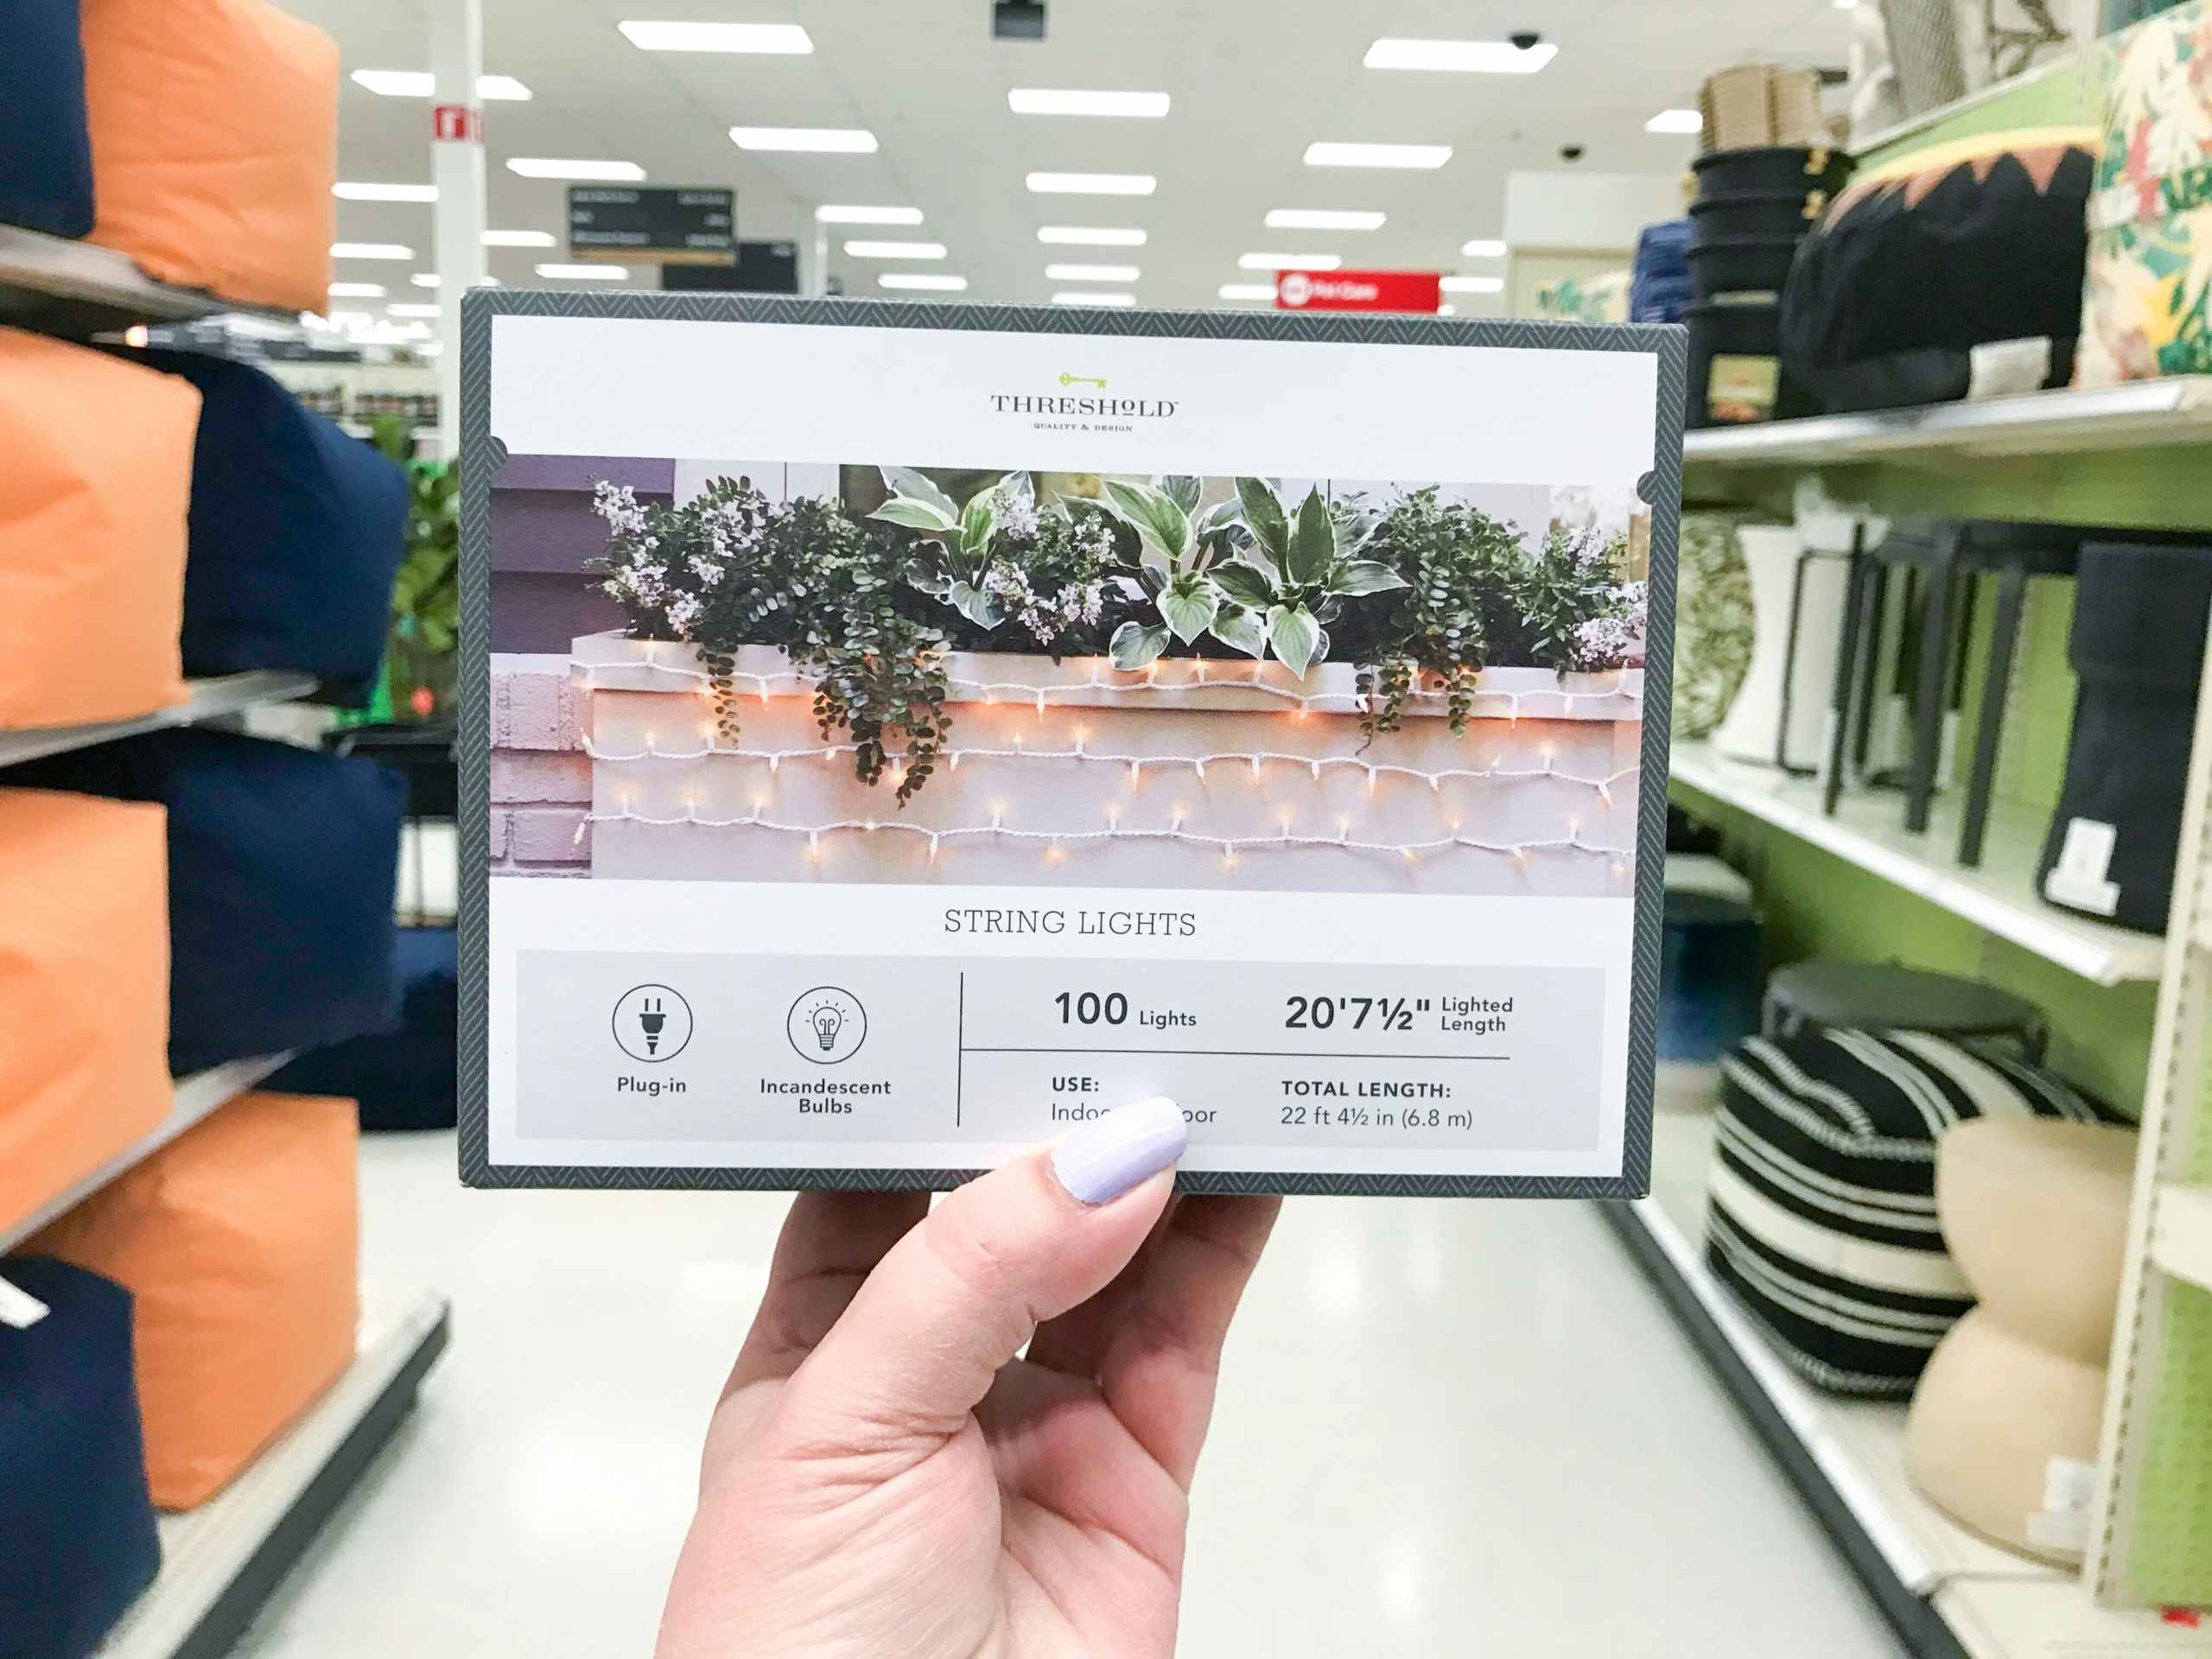 THRESHOLD
QUALITY & DESIGN
STRING LIGHTS
Plug-in
Incandescent
Bulbs
100 Lights
20'7½" Lighted
Length
USE:
TOTAL LENGTH:
22 ft 4½ in (6.8 m)